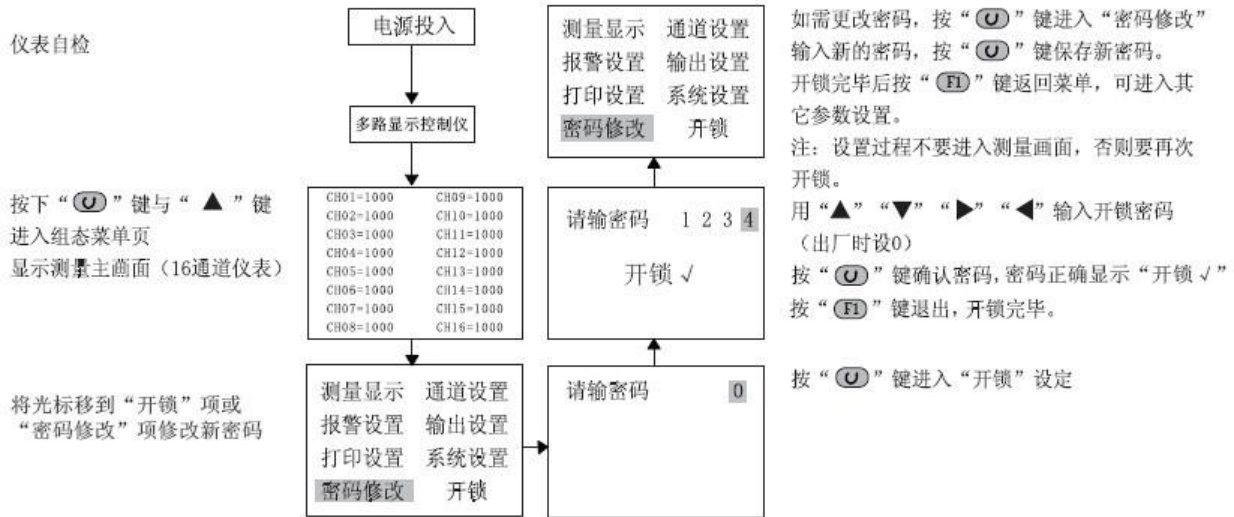 仪表自检
电源投入
多路显示控制仪
按下“ ”键与“ ▲ ”键
进入组态菜单页
显示测量主画面（16通道仪表）
CH01=1000 CH09=1000
CH02=1000 CH10=1000
CH03=1000 CH11=1000
CH04=1000 CH12=1000
CH05=1000 CH13=1000
CH06=1000 CH14=1000
CH07=1000 CH15=1000
CH08=1000 CH16=1000
将光标移到“开锁”项或
“密码修改”项修改新密码
测量显示 通道设置
报警设置 输出设置
打印设置 系统设置
密码修改 开锁
请输密码 0
按“ ”键进入“开锁”设定
请输密码 1 2 3 4
开锁 √
测量显示 通道设置
报警设置 输出设置
打印设置 系统设置
密码修改 开锁
如需更改密码，按“ ”键进入“密码修改”
输入新的密码，按“ ”键保存新密码。
开锁完毕后按“ F1 ”键返回菜单，可进入其
它参数设置。
注：设置过程不要进入测量画面，否则要再次
开锁。
用“▲”“▼”“▶”“◀”输入开锁密码
（出厂时设0）
按“ ”键确认密码，密码正确显示“开锁 √ ”
按“ F1 ”键退出，开锁完毕。